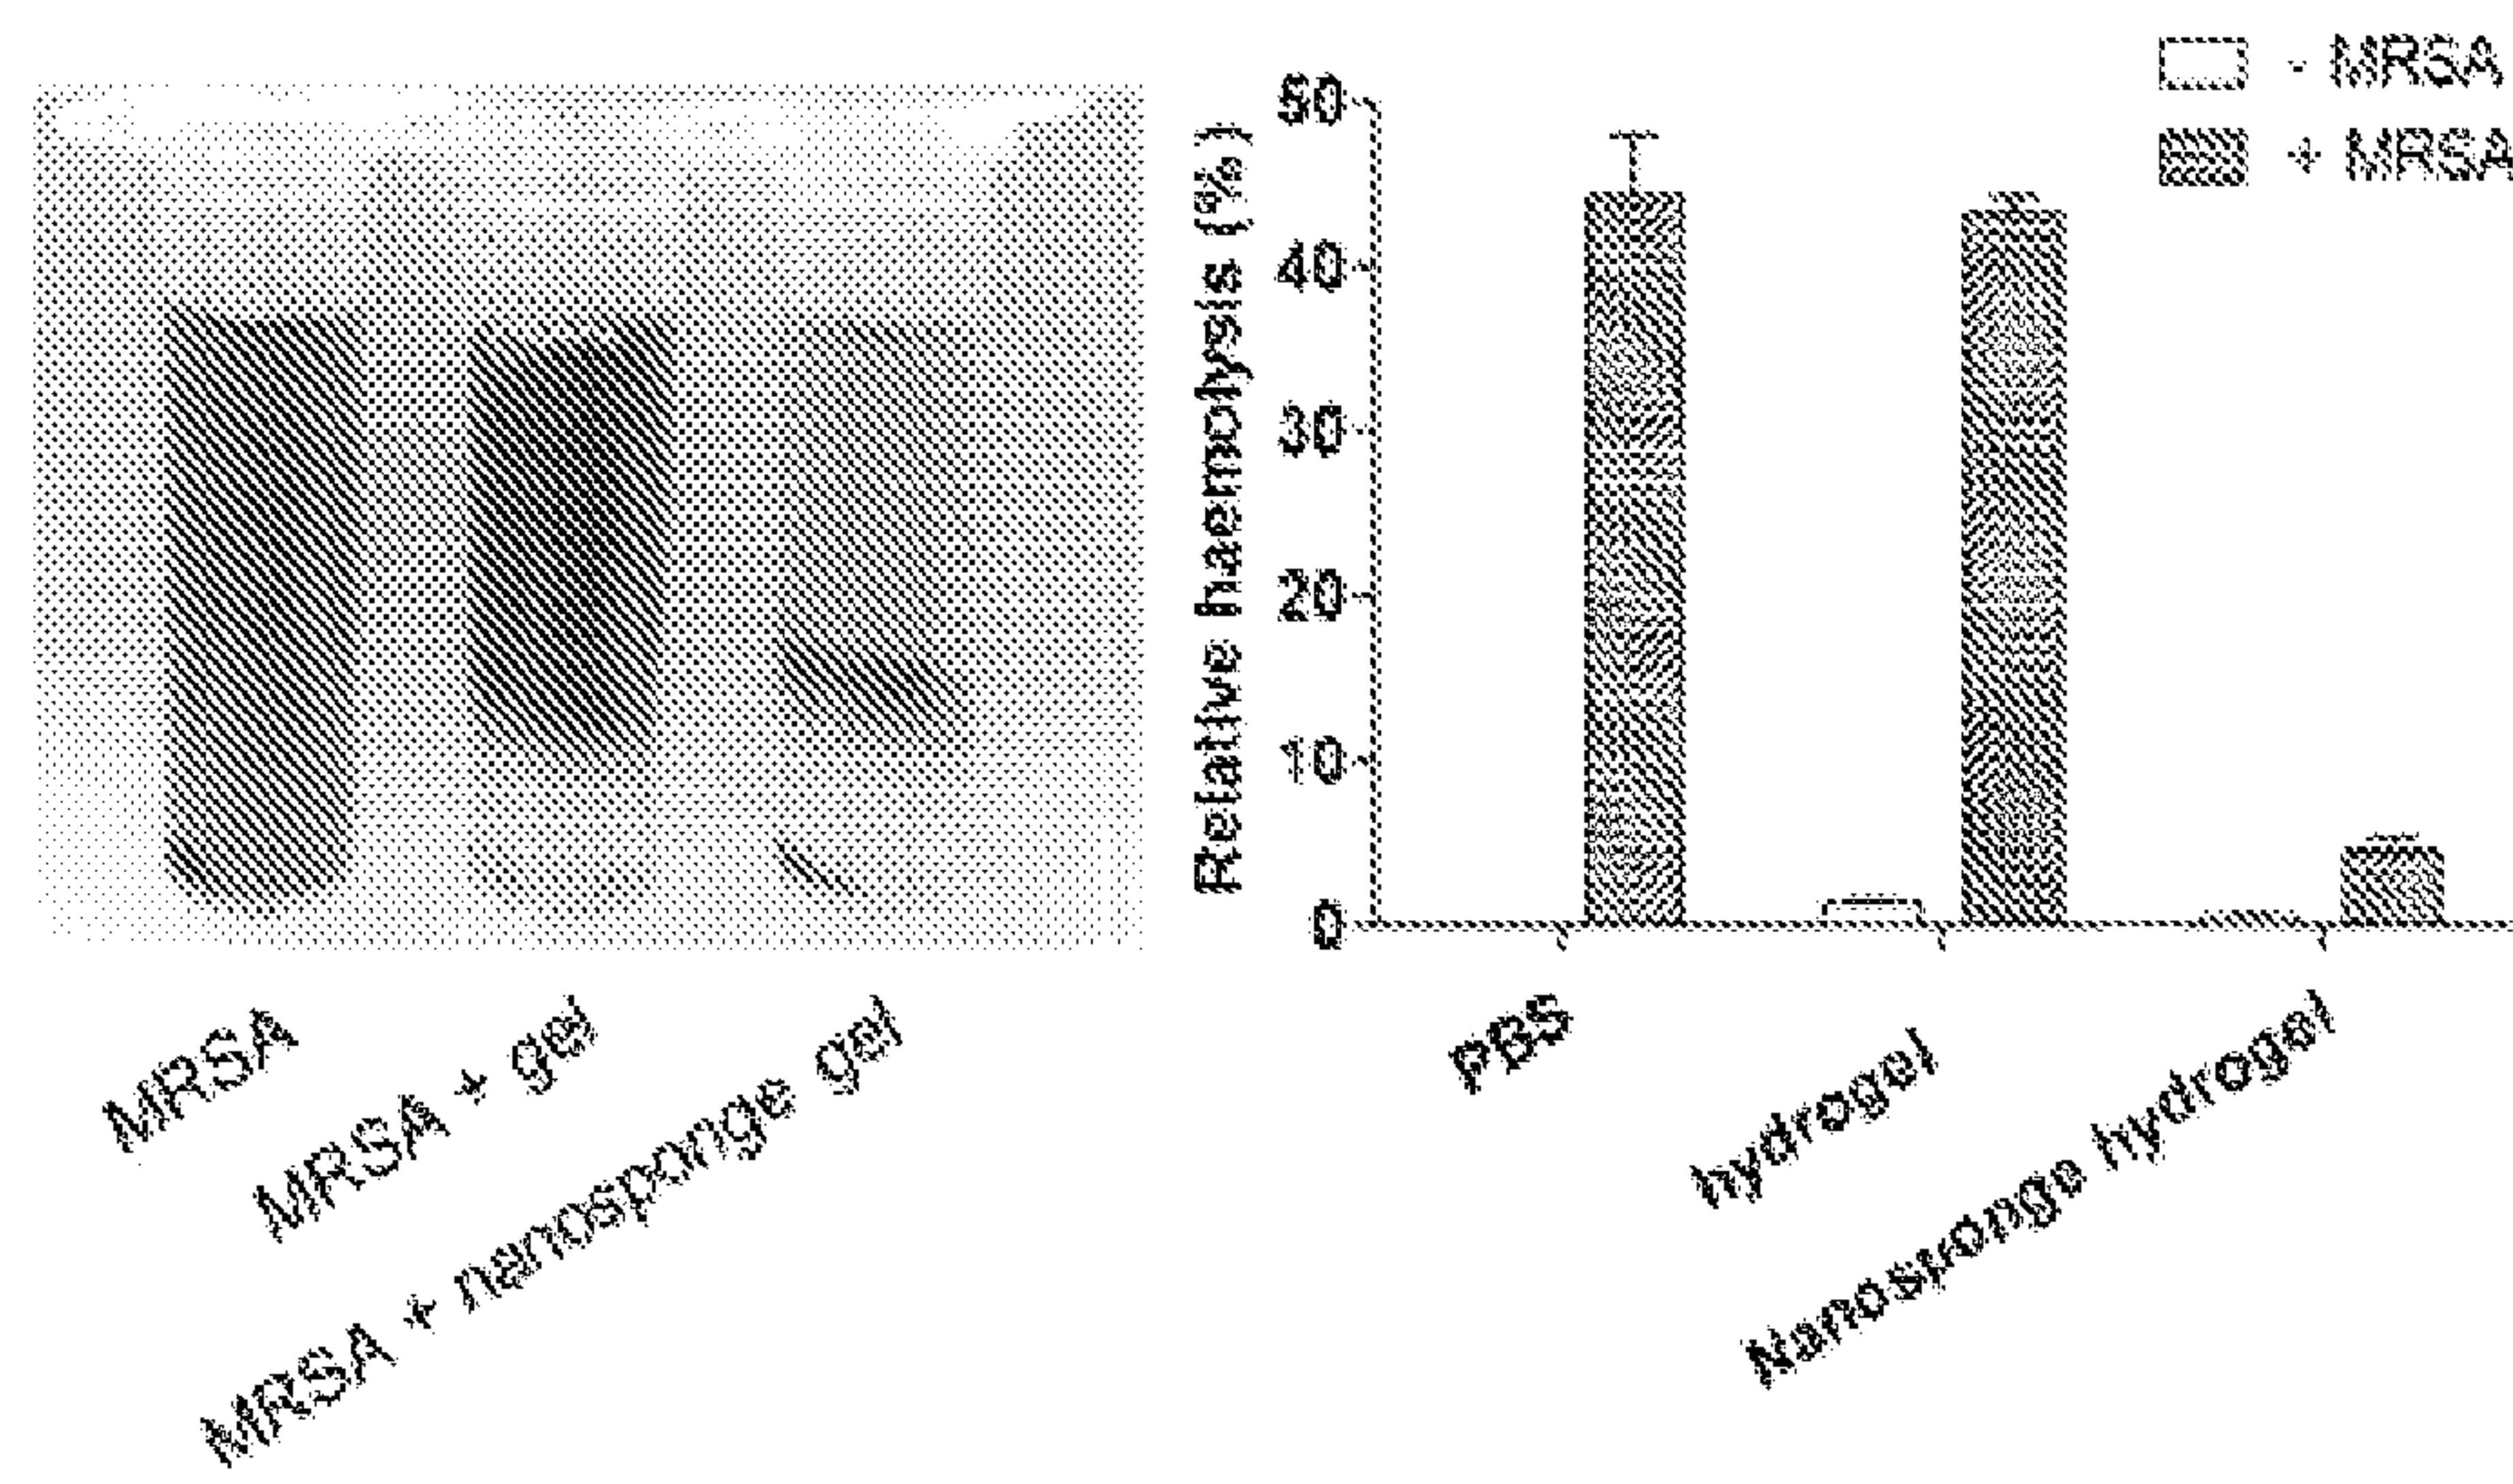 - MRSA
+ MRSA
Relative haemolysis (%)
50
40
30
20
10
0
MRSA
MRSA + gel
MRSA + nanosponge gel
PBS
hydrogel
Nanosponge hydrogel